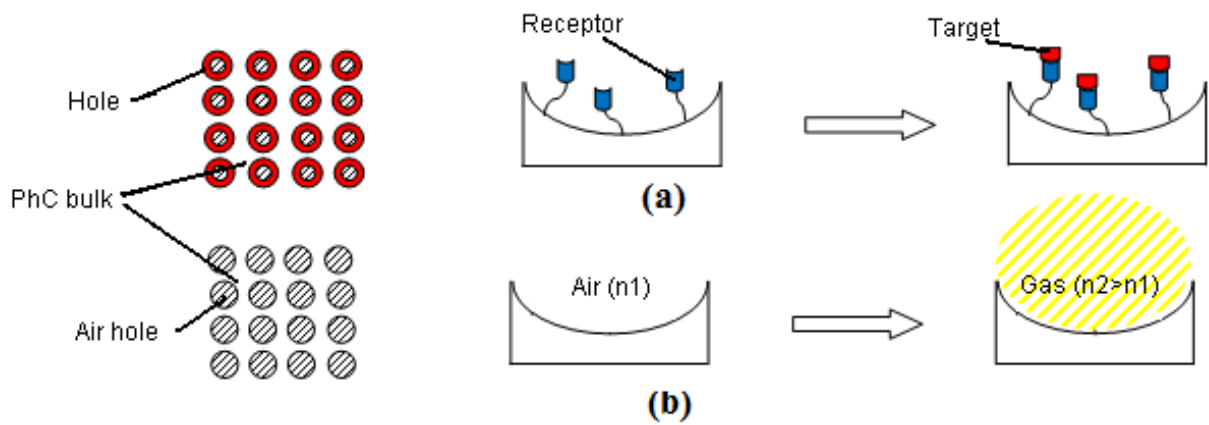 Receptor
Target
Hole
PhC bulk
(a)
Air (n1)
Gas (n2>n1)
Air hole
(b)